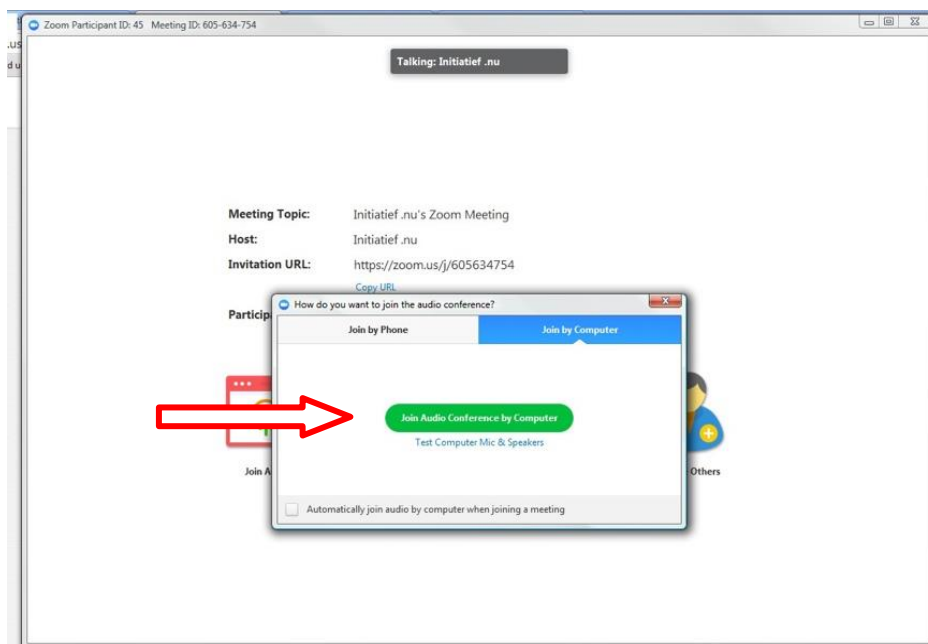 Zoom Participant ID: 45 Meeting ID: 605-634-754
.us
d u
Talking: Initiatief .nu
Meeting Topic: Initiatief .nu's Zoom Meeting
Host: Initiatief .nu
Invitation URL: https://zoom.us/j/605634754
Copy URL
Particip
How do you want to join the audio conference?
Join by Phone
Join by Computer
Join Audio Conference by Computer
Test Computer Mic & Speakers
Join A
Others
Automatically join audio by computer when joining a meeting